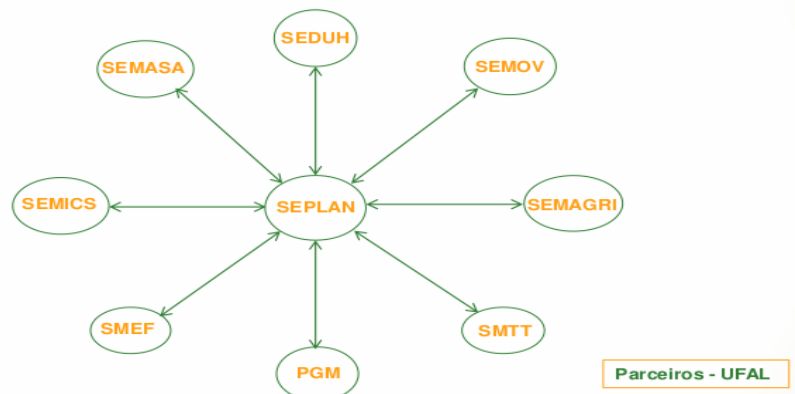 SEDUH
SEMASA
SEMOV
SEMICS
SEPLAN
SEMAGRI
SMEF
SMTT
PGM
Parceiros - UFAL